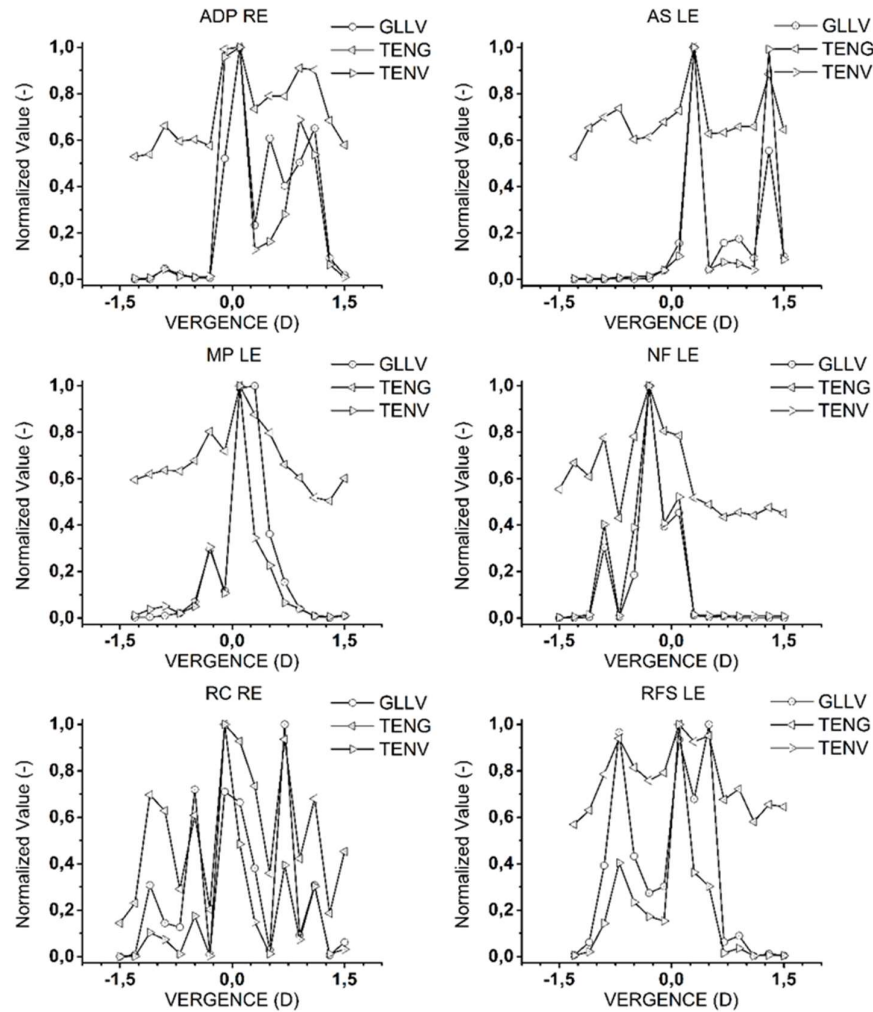 ADP RE
GLLV
TENG
TENV
Normalized Value (-)
1,0
0,8
0,6
0,4
0,2
0,0
-1,5 0,0 1,5
VERGENCE (D)
AS LE
GLLV
TENG
TENV
Normalized Value (-)
1,0
0,8
0,6
0,4
0,2
0,0
-1,5 0,0 1,5
VERGENCE (D)
MP LE
GLLV
TENG
TENV
Normalized Value (-)
1,0
0,8
0,6
0,4
0,2
0,0
-1,5 0,0 1,5
VERGENCE (D)
NF LE
GLLV
TENG
TENV
Normalized Value (-)
1,0
0,8
0,6
0,4
0,2
0,0
-1,5 0,0 1,5
VERGENCE (D)
RC RE
GLLV
TENG
TENV
Normalized Value (-)
1,0
0,8
0,6
0,4
0,2
0,0
-1,5 0,0 1,5
VERGENCE (D)
RFS LE
GLLV
TENG
TENV
Normalized Value (-)
1,0
0,8
0,6
0,4
0,2
0,0
-1,5 0,0 1,5
VERGENCE (D)